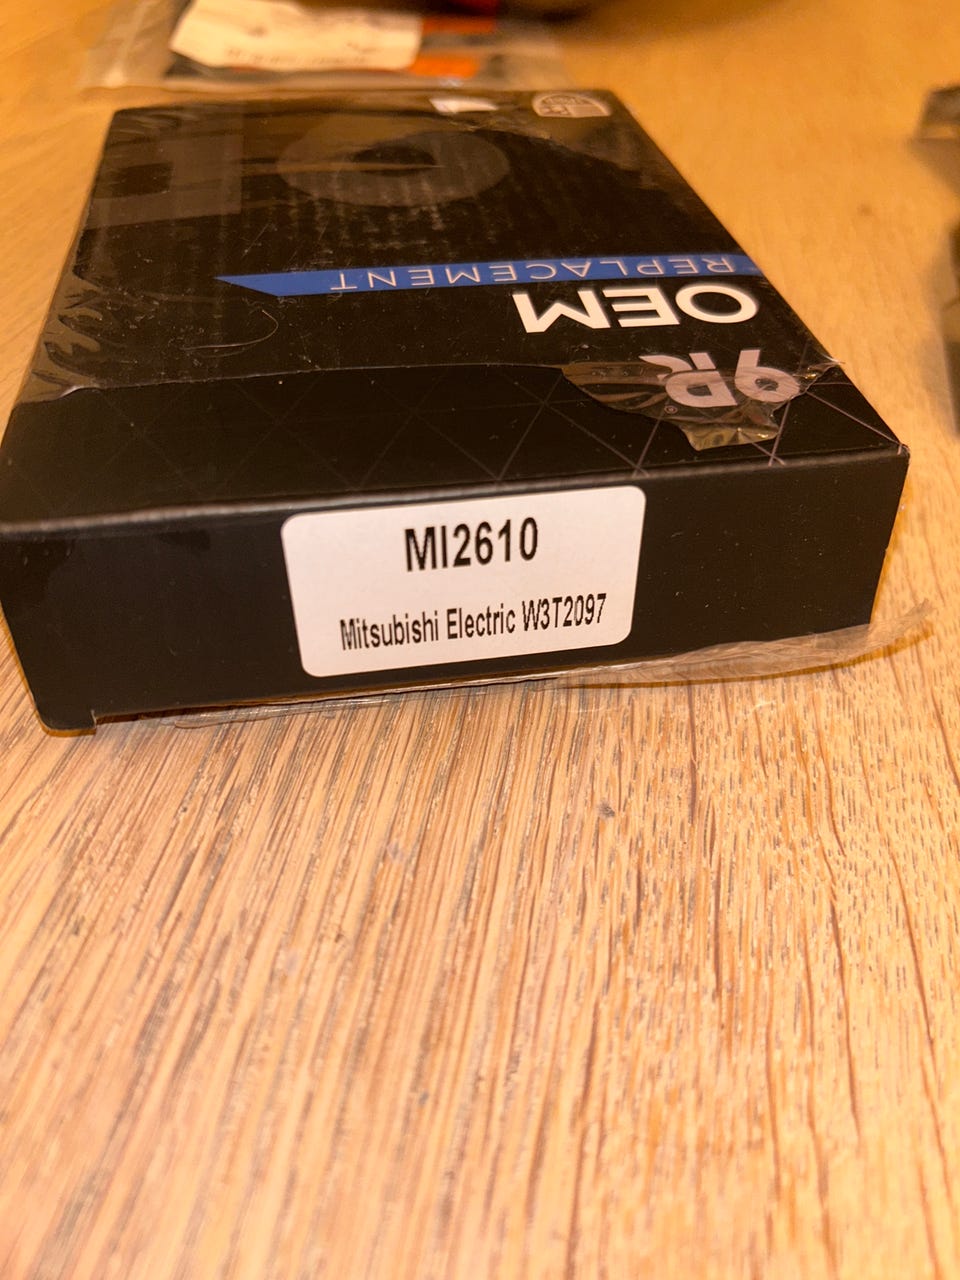 REPLACEMENT
OEM
MI2610
Mitsubishi Electric W3T2097